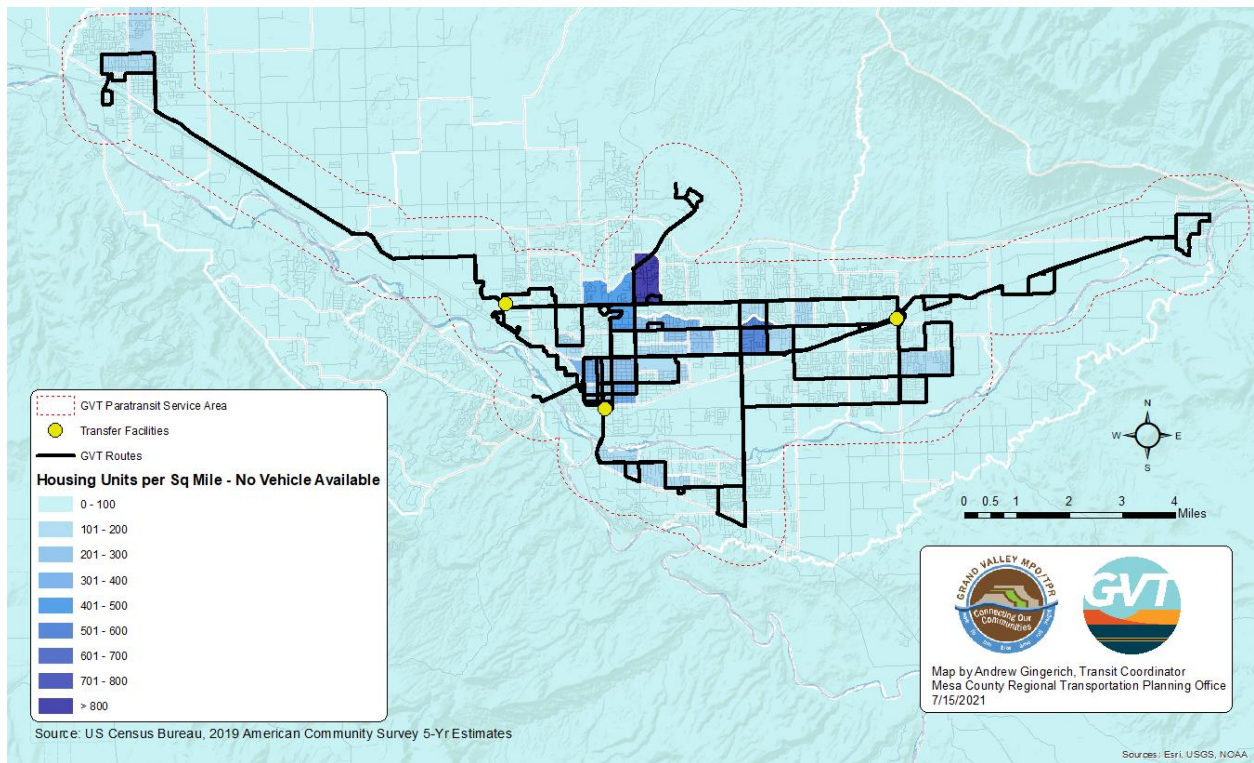 GVT Paratransit Service Area
Transfer Facilities
GVT Routes
Housing Units per Sq Mile - No Vehicle Available
0 - 100
101 - 200
201 - 300
301 - 400
401 - 500
501 - 600
601 - 700
701 - 800
> 800
Source: US Census Bureau, 2019 American Community Survey 5-Yr Estimates
N
W
E
S
0 0.5 1 2 3 4
Miles
GRAND VALLEY MPO/TPR
Connecting Our
Communities
GVT
Map by Andrew Gingerich, Transit Coordinator
Mesa County Regional Transportation Planning Office
7/15/2021
Sources: Esri, USGS, NOAA